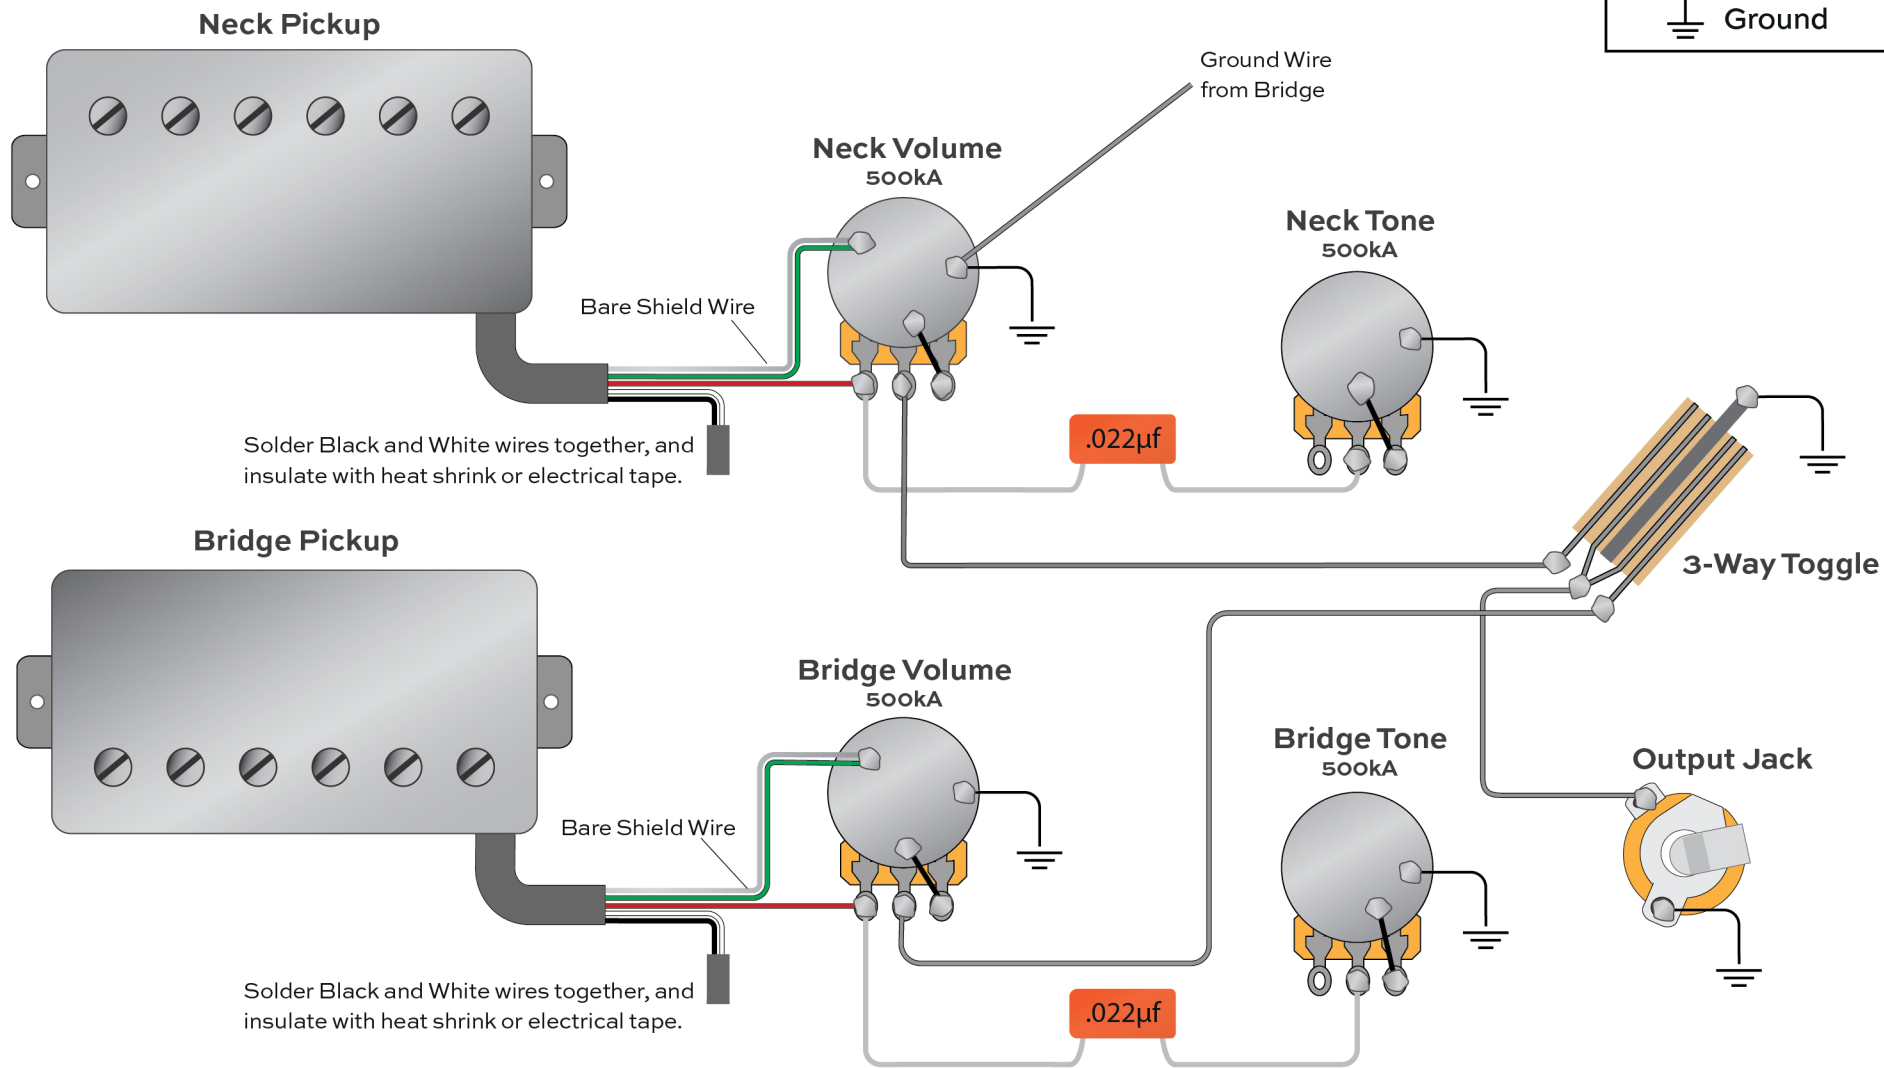 Neck Pickup
Ground
Ground Wire
from Bridge
Neck Volume
500kA
Neck Tone
500kA
Bare Shield Wire
.022µf
Solder Black and White wires together, and
insulate with heat shrink or electrical tape.
Bridge Pickup
3-Way Toggle
Bridge Volume
500kA
Bridge Tone
500kA
Output Jack
Bare Shield Wire
Solder Black and White wires together, and
insulate with heat shrink or electrical tape.
.022µf